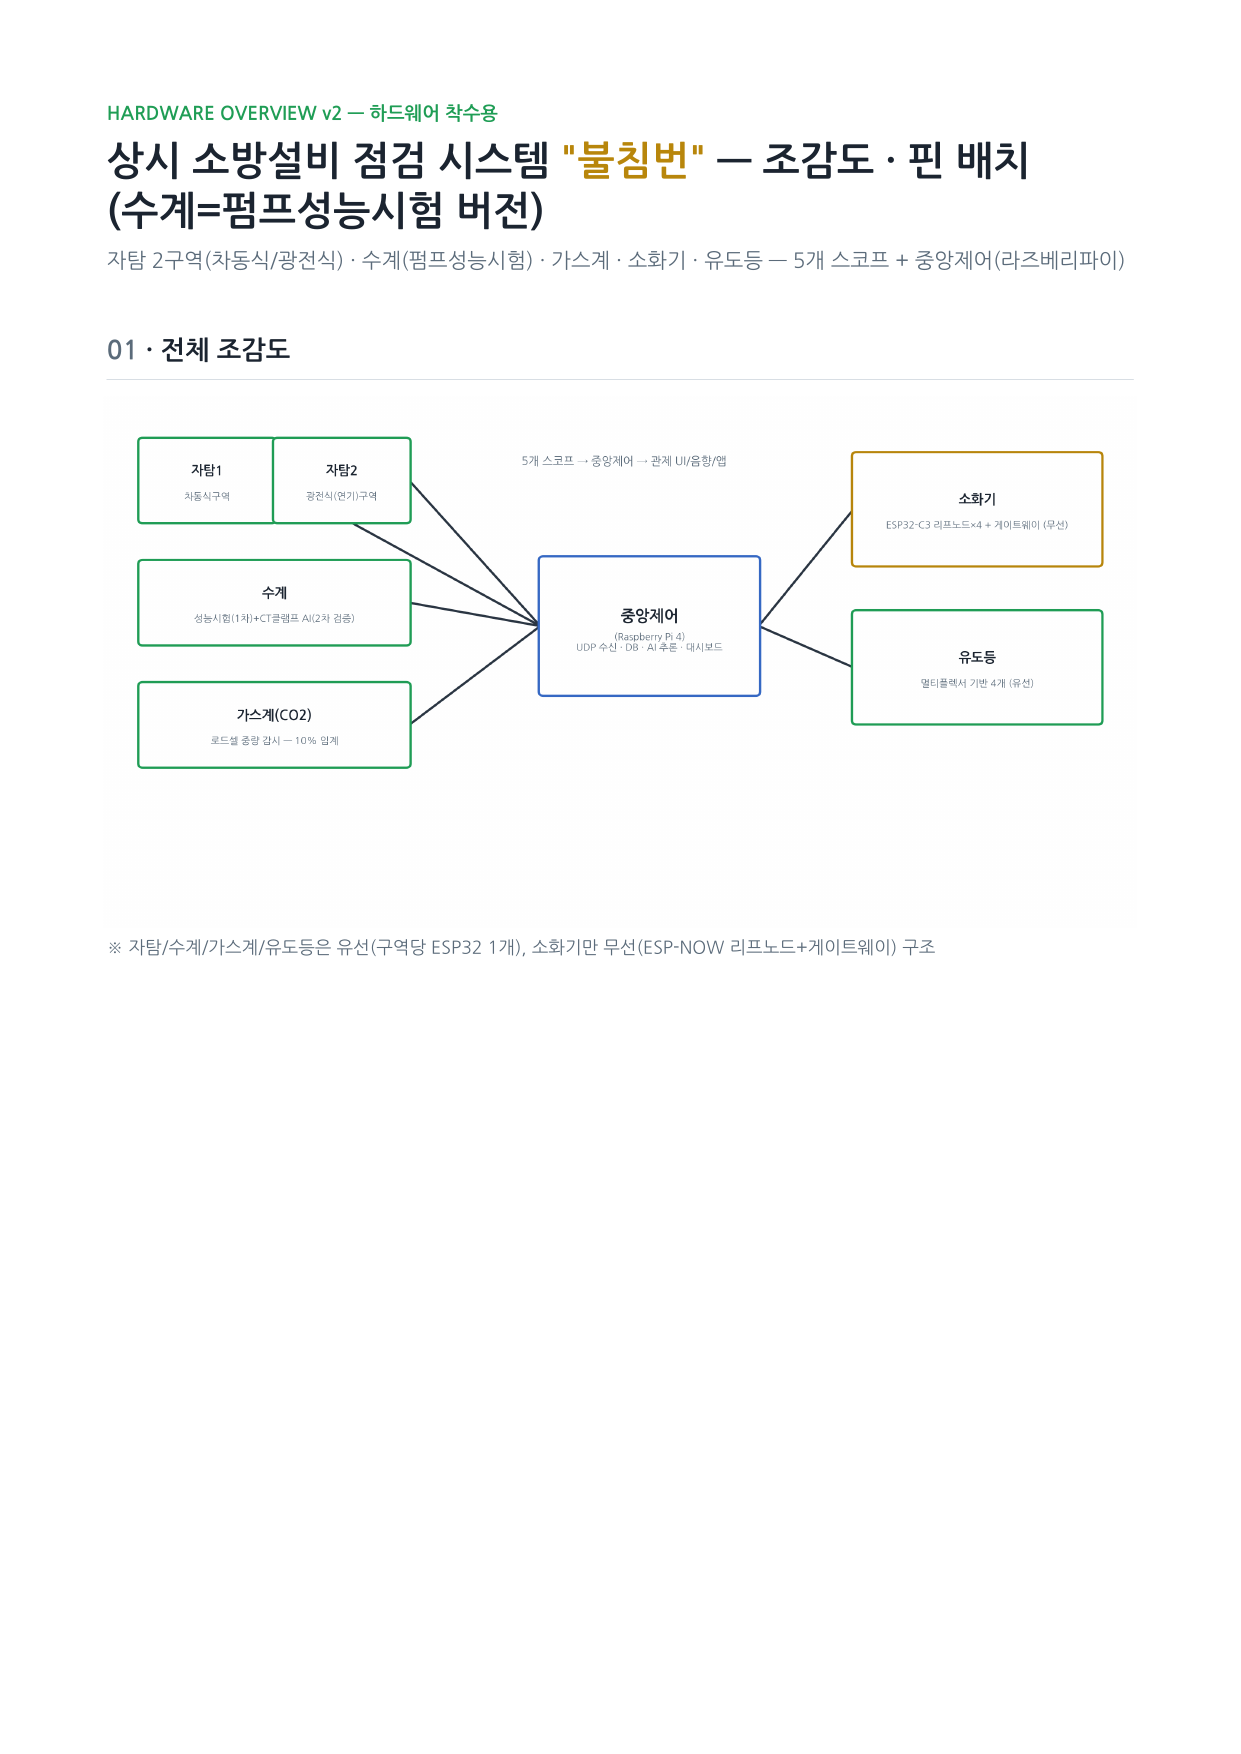 HARDWARE OVERVIEW v2 — 하드웨어 착수용
상시 소방설비 점검 시스템 "불침번" — 조감도 · 핀 배치
(수계=펌프성능시험 버전)
자탐 2구역(차동식/광전식) · 수계(펌프성능시험) · 가스계 · 소화기 · 유도등 — 5개 스코프 + 중앙제어(라즈베리파이)
01 · 전체 조감도
자탐1
차동식구역
자탐2
광전식(연기)구역
5개 스코프 → 중앙제어 → 관제 UI/음향/앱
소화기
ESP32-C3 리프노드×4 + 게이트웨이 (무선)
수계
성능시험(1차)+CT클램프 AI(2차 검증)
중앙제어
(Raspberry Pi 4)
UDP 수신 · DB · AI 추론 · 대시보드
유도등
멀티플렉서 기반 4개 (유선)
가스계(CO2)
로드셀 중량 감시 — 10% 임계
※ 자탐/수계/가스계/유도등은 유선(구역당 ESP32 1개), 소화기만 무선(ESP-NOW 리프노드+게이트웨이) 구조